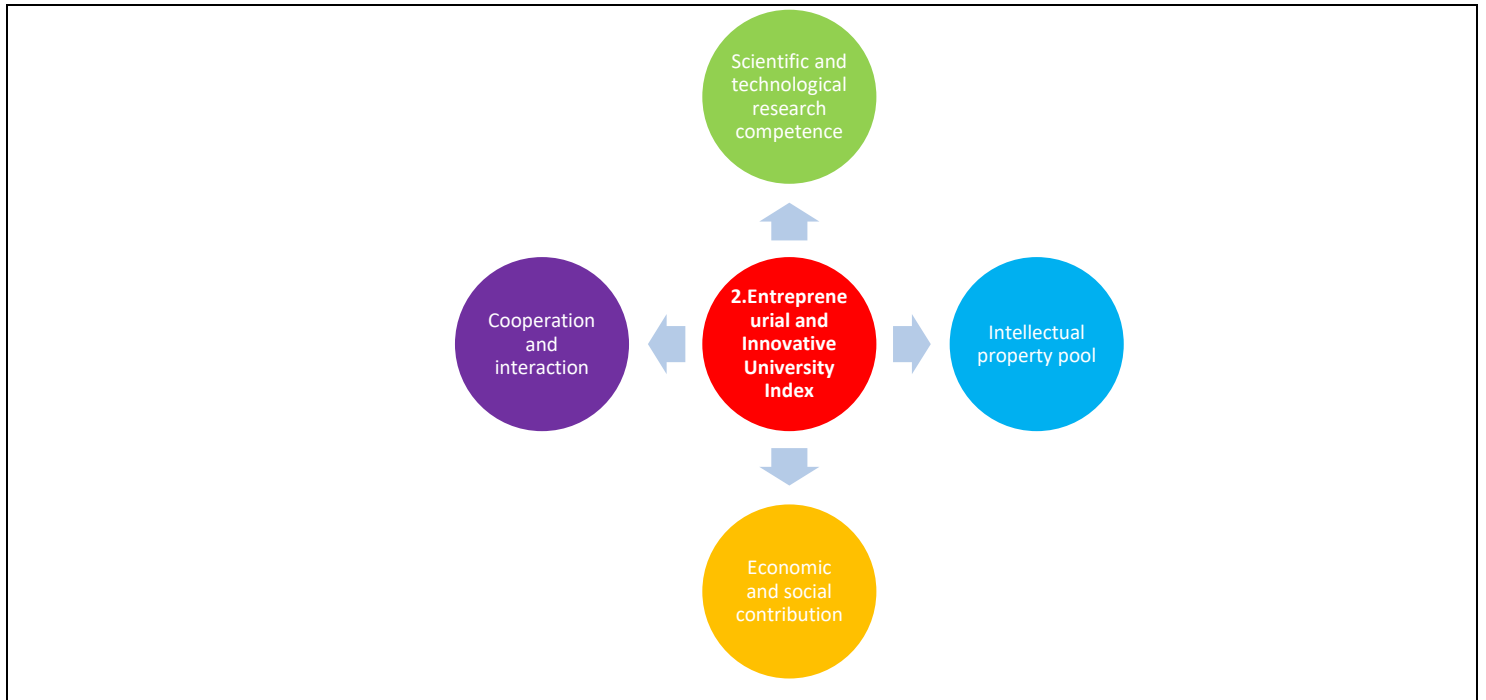 Scientific and
technological
research
competence
Cooperation
and
interaction
2.Entreprene
urial and
Innovative
University
Index
Intellectual
property pool
Economic
and social
contribution